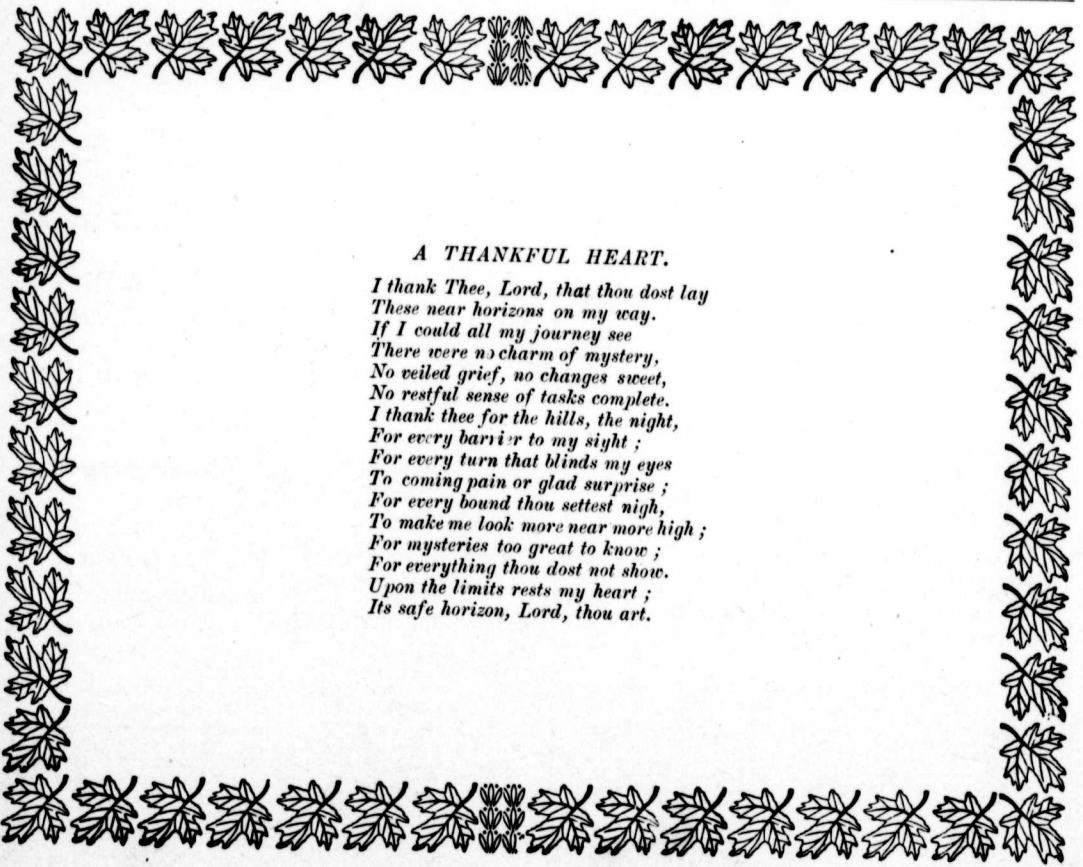 A THANKFUL HEART.
I thank Thee, Lord, that thou dost lay
These near horizons on my way.
If I could all my journey see
There were no charm of mystery,
No veiled grief, no changes sweet,
No restful sense of tasks complete.
I thank thee for the hills, the night,
For every barrier to my sight ;
For every turn that blinds my eyes
To coming pain or glad surprise ;
For every bound thou settest nigh,
To make me look more near more high ;
For mysteries too great to know ;
For everything thou dost not show.
Upon the limits rests my heart ;
Its safe horizon, Lord, thou art.